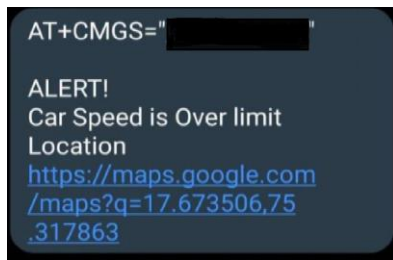 AT+CMGS=" "
ALERT!
Car Speed is Over limit
Location
https://maps.google.com
/maps?q=17.673506,75
.317863